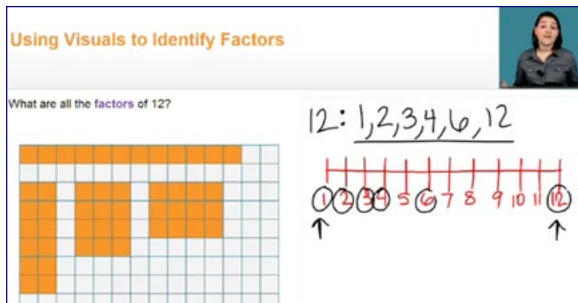 Using Visuals to Identify Factors
What are all the factors of 12?
12: 1,2,3,4,6,12
1 2 3 4 5 6 7 8 9 10 11 12